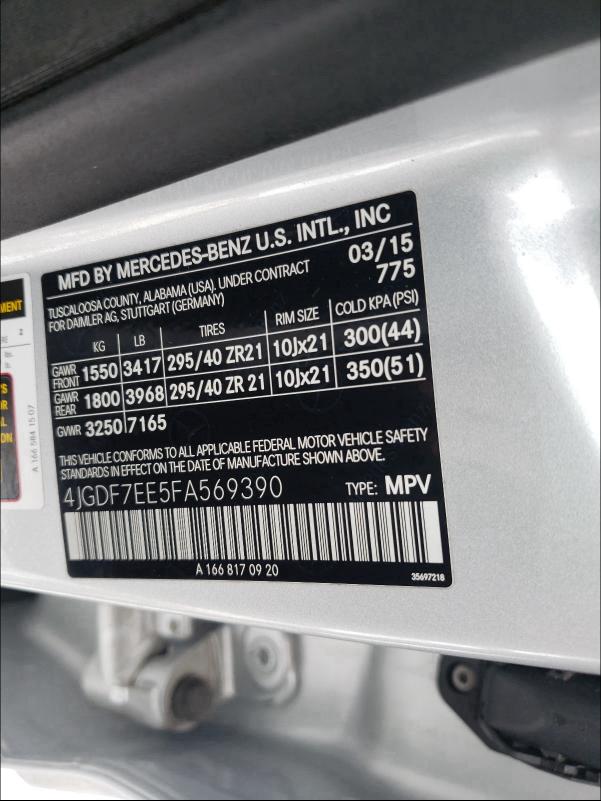 MFD BY MERCEDES-BENZ U.S. INTL., INC
TUSCALOOSA COUNTY, ALABAMA (USA). UNDER CONTRACT 03/15
FOR DAIMLER AG, STUTTGART (GERMANY) 775
KG LB TIRES RIM SIZE COLD KPA (PSI)
GAWR FRONT 1550 3417 295/40 ZR21 10Jx21 300(44)
GAWR REAR 1800 3968 295/40 ZR 21 10Jx21 350(51)
GVWR 3250 7165
THIS VEHICLE CONFORMS TO ALL APPLICABLE FEDERAL MOTOR VEHICLE SAFETY
STANDARDS IN EFFECT ON THE DATE OF MANUFACTURE SHOWN ABOVE.
4JGDF7EE5FA569390 TYPE: MPV
A 166 817 09 20 35697218
A 166 584 15 07